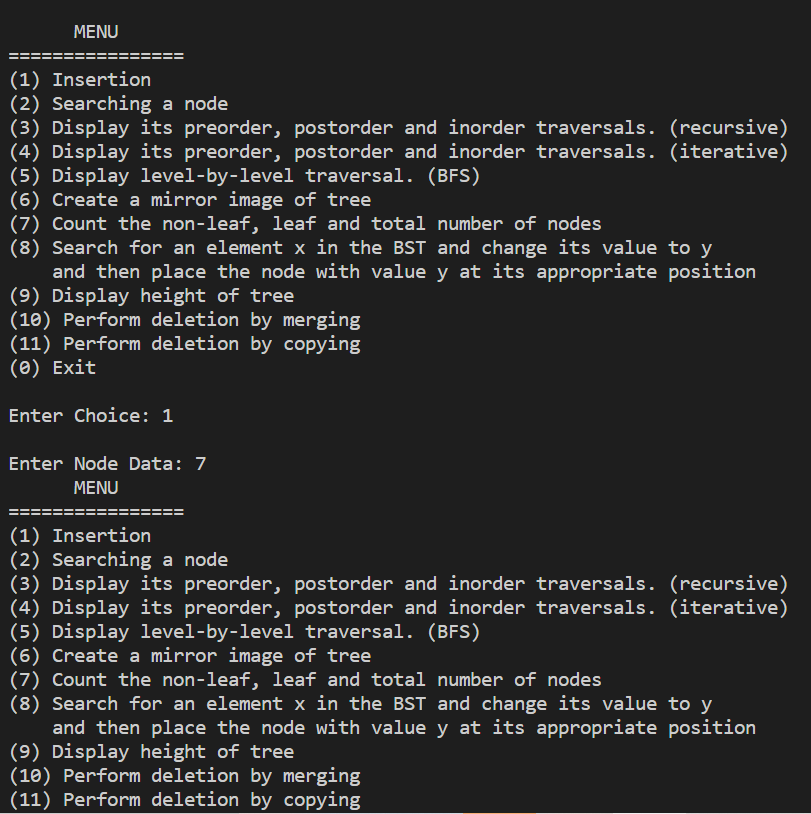 MENU
================
(1) Insertion
(2) Searching a node
(3) Display its preorder, postorder and inorder traversals. (recursive)
(4) Display its preorder, postorder and inorder traversals. (iterative)
(5) Display level-by-level traversal. (BFS)
(6) Create a mirror image of tree
(7) Count the non-leaf, leaf and total number of nodes
(8) Search for an element x in the BST and change its value to y
and then place the node with value y at its appropriate position
(9) Display height of tree
(10) Perform deletion by merging
(11) Perform deletion by copying
(0) Exit
Enter Choice: 1
Enter Node Data: 7
MENU
================
(1) Insertion
(2) Searching a node
(3) Display its preorder, postorder and inorder traversals. (recursive)
(4) Display its preorder, postorder and inorder traversals. (iterative)
(5) Display level-by-level traversal. (BFS)
(6) Create a mirror image of tree
(7) Count the non-leaf, leaf and total number of nodes
(8) Search for an element x in the BST and change its value to y
and then place the node with value y at its appropriate position
(9) Display height of tree
(10) Perform deletion by merging
(11) Perform deletion by copying